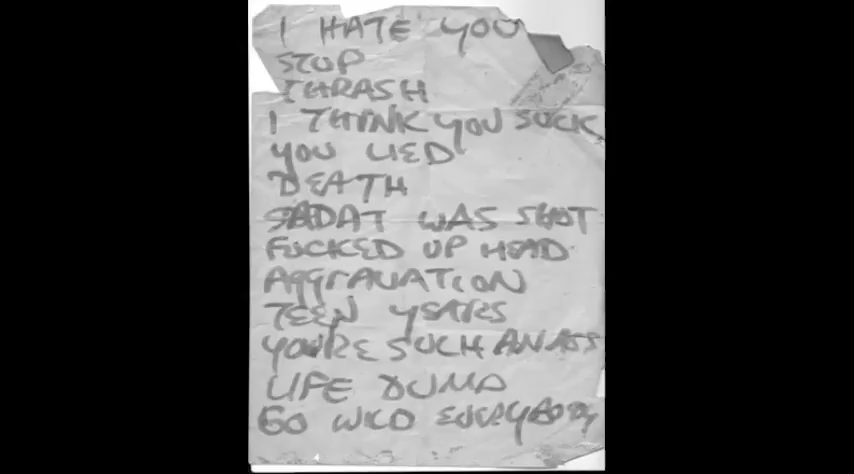 I HATE YOU
STOP
THRASH
I THINK YOU SUCK
YOU LIED
DEATH
SADAT WAS SHOT
FUCKED UP HEAD
AGGRAVATION
TEEN YEARS
YOU'RE SUCH AN ASS
LIFE DUMP
GO WILD EVERYBODY